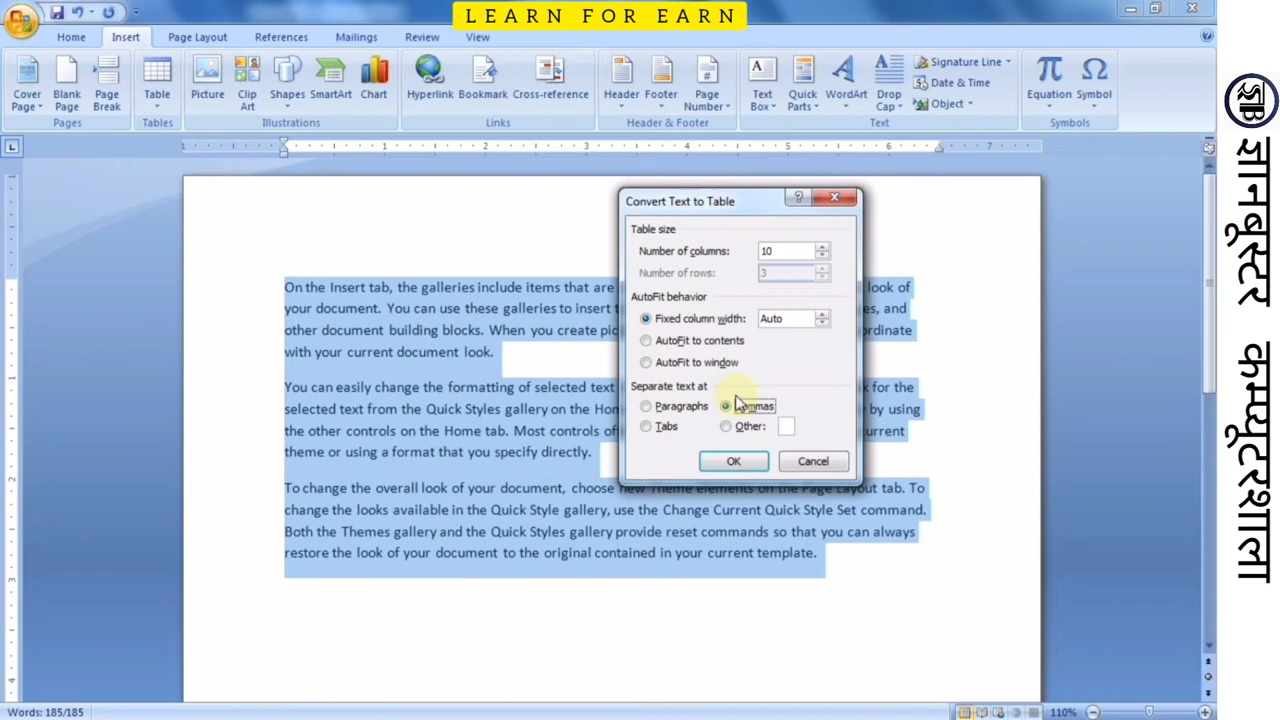 LEARN FOR EARN
Home Insert Page Layout References Mailings Review View
Cover Page Blank Page Page Break Table Picture Clip Art Shapes SmartArt Chart Hyperlink Bookmark Cross-reference Header Footer Page Number Text Box Quick Parts WordArt Drop Cap Signature Line Date & Time Object Equation Symbol
Pages Tables Illustrations Links Header & Footer Text Symbols
1 1 2 3 4 5 6 7
Convert Text to Table
Table size
Number of columns: 10
Number of rows: 3
AutoFit behavior
Fixed column width: Auto
AutoFit to contents
AutoFit to window
Separate text at
Paragraphs
Tabs Other:
OK Cancel
On the Insert tab, the galleries include items that are look of
your document. You can use these galleries to insert
other document building blocks. When you create
with your current document look.
You can easily change the formatting of selected text for the
selected text from the Quick Styles gallery on the by using
the other controls on the Home tab. Most controls
theme or using a format that you specify directly.
To change the overall look of your document, choose new Theme elements on the Page Layout tab. To
change the looks available in the Quick Style gallery, use the Change Current Quick Style Set command.
Both the Themes gallery and the Quick Styles gallery provide reset commands so that you can always
restore the look of your document to the original contained in your current template.
Words: 185/185 110%
ज्ञानबूस्टर कम्प्यूटरशाला